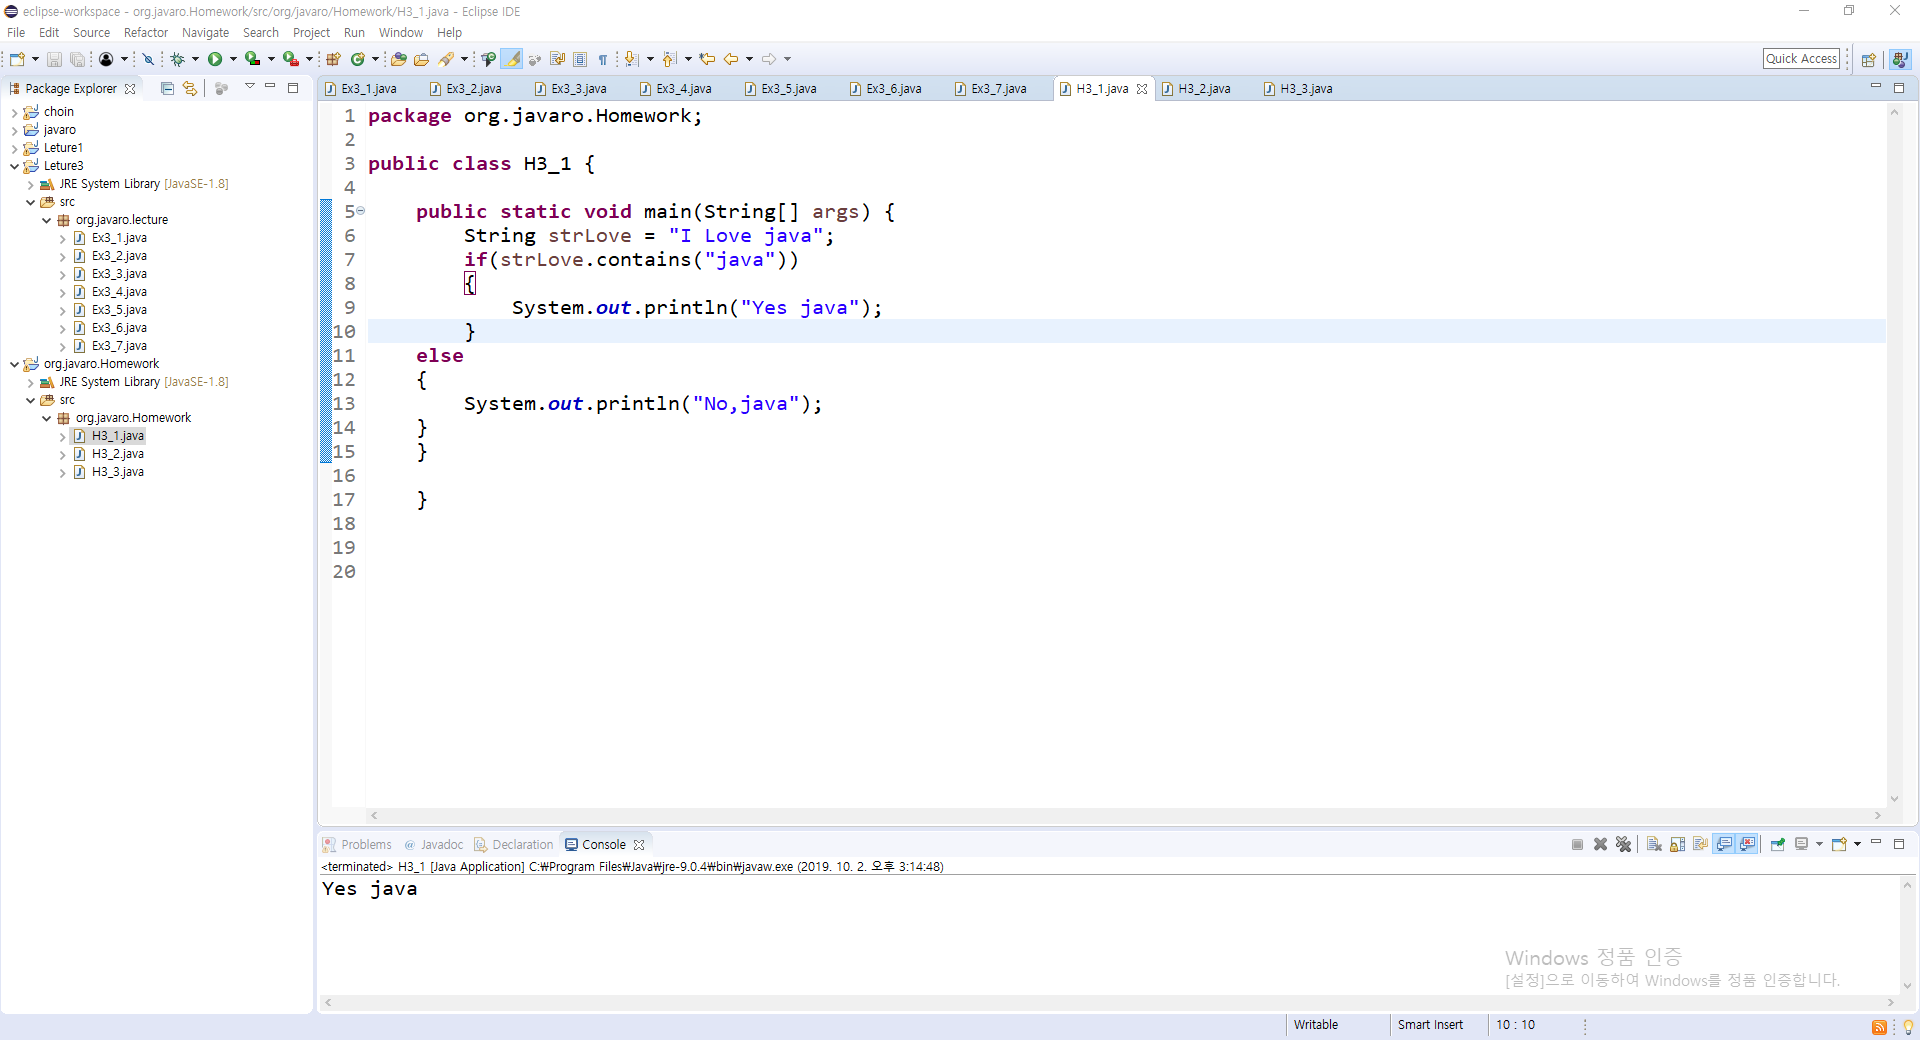 eclipse-workspace - org.javaro.Homework/src/org/javaro/Homework/H3_1.java - Eclipse IDE
File Edit Source Refactor Navigate Search Project Run Window Help
Quick Access
Package Explorer
Ex3_1.java Ex3_2.java Ex3_3.java Ex3_4.java Ex3_5.java Ex3_6.java Ex3_7.java H3_1.java H3_2.java H3_3.java
choin
javaro
Leture1
Leture3
JRE System Library [JavaSE-1.8]
src
org.javaro.lecture
Ex3_1.java
Ex3_2.java
Ex3_3.java
Ex3_4.java
Ex3_5.java
Ex3_6.java
Ex3_7.java
org.javaro.Homework
JRE System Library [JavaSE-1.8]
src
org.javaro.Homework
H3_1.java
H3_2.java
H3_3.java
1 package org.javaro.Homework;
2
3 public class H3_1 {
4
5 public static void main(String[] args) {
6 String strLove = "I Love java";
7 if(strLove.contains("java"))
8 {
9 System.out.println("Yes java");
10 }
11 else
12 {
13 System.out.println("No,java");
14 }
15 }
16
17 }
18
19
20
Problems @ Javadoc Declaration Console
<terminated> H3_1 [Java Application] C:₩Program Files₩Java₩jre-9.0.4₩bin₩javaw.exe (2019. 10. 2. 오후 3:14:48)
Yes java
Windows 정품 인증
[설정]으로 이동하여 Windows를 정품 인증합니다.
Writable Smart Insert 10 : 10